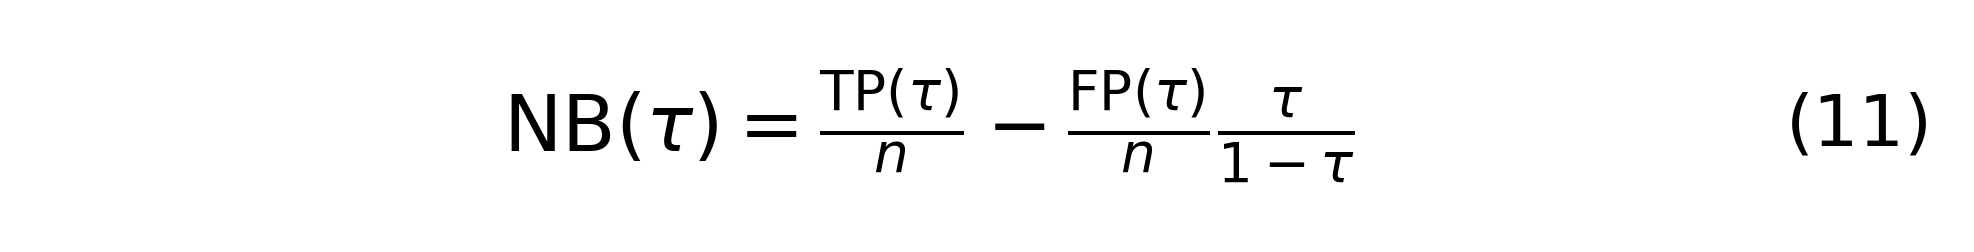 NB(τ) = TP(τ)/n − FP(τ)/n τ/(1 − τ) (11)